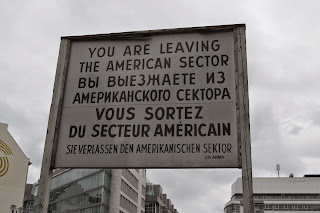 YOU ARE LEAVING
THE AMERICAN SECTOR
ВЫ ВЫЕЗЖАЕТЕ ИЗ
АМЕРИКАНСКОГО СЕКТОРА
VOUS SORTEZ
DU SECTEUR AMÉRICAIN
SIE VERLASSEN DEN AMERIKANISCHEN SEKTOR
US ARMY